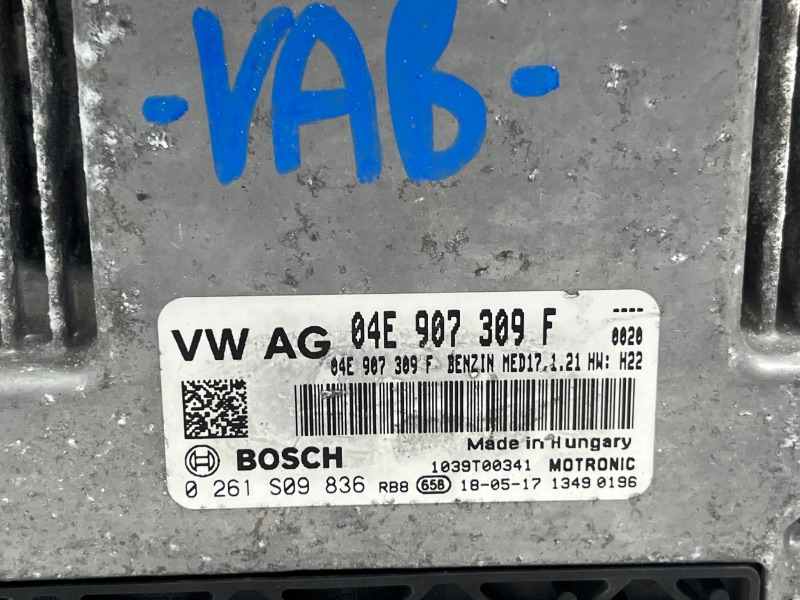 -VAB-
VW AG 04E 907 309 F ----
0020
04E 907 309 F BENZIN MED17.1.21 HW: H22
Made in Hungary
BOSCH 1039T00341 MOTRONIC
0 261 S09 836 RB8 658 18-05-17 1349 0196